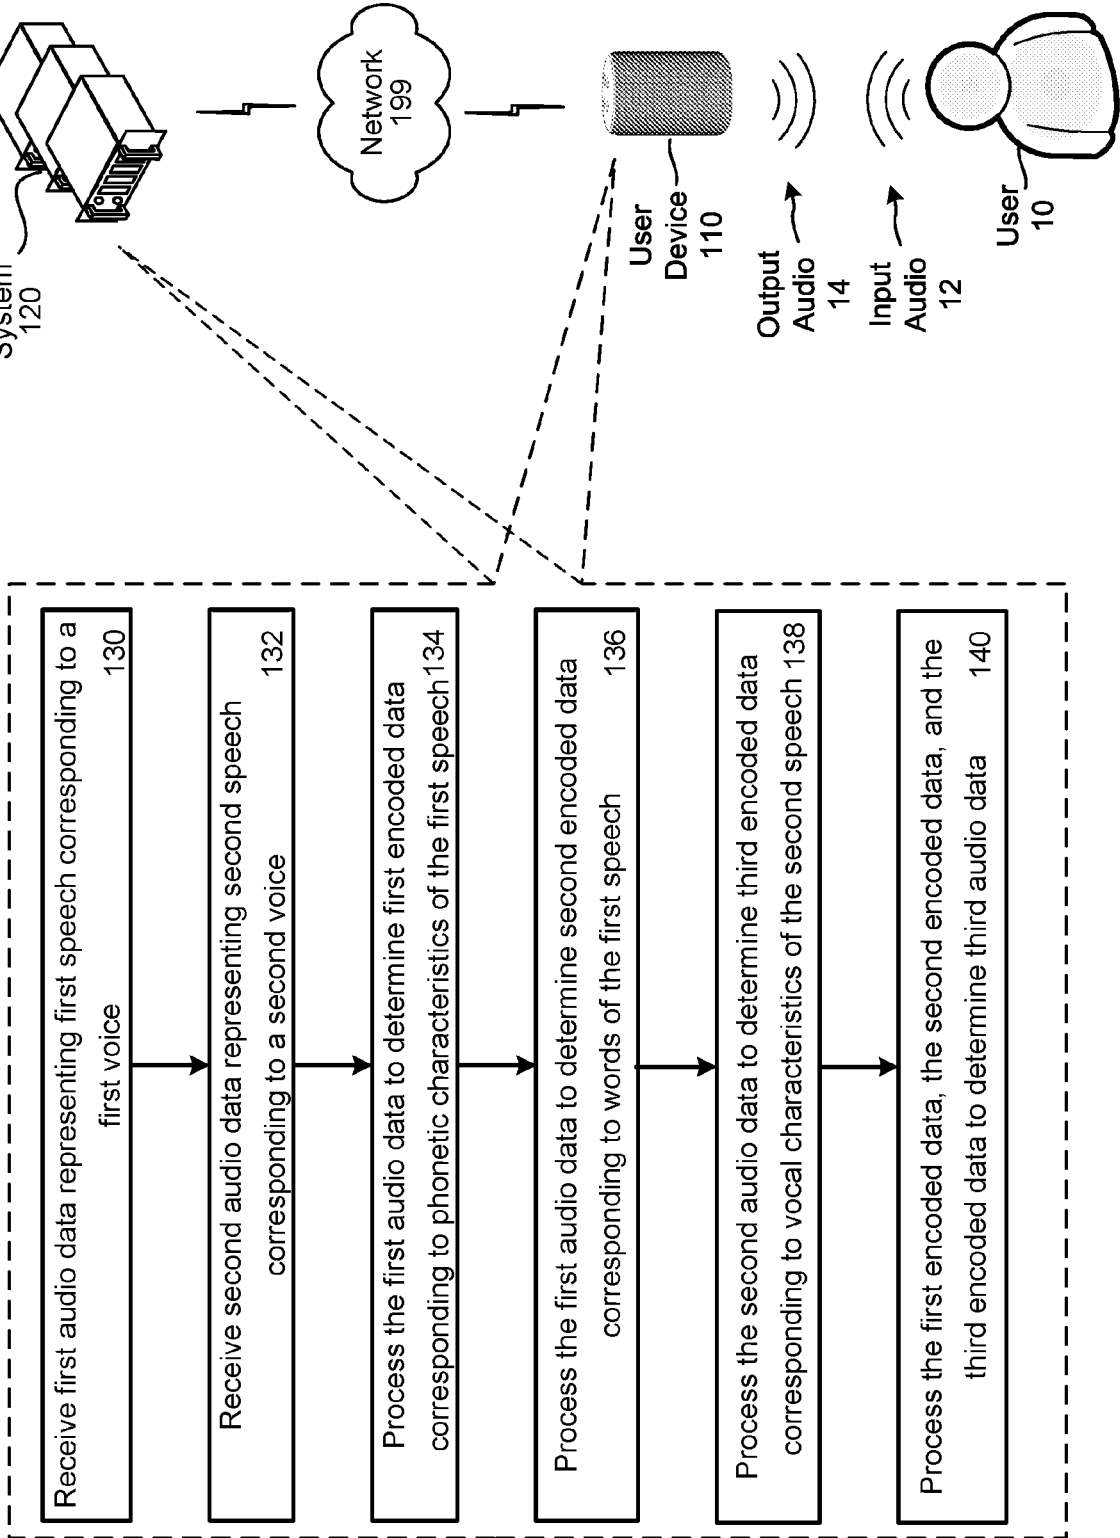 System
120
Network
199
User
Device
110
Output
Audio
14
Input
Audio
12
User
10
Receive first audio data representing first speech corresponding to a
first voice 130
Receive second audio data representing second speech
corresponding to a second voice 132
Process the first audio data to determine first encoded data
corresponding to phonetic characteristics of the first speech 134
Process the first audio data to determine second encoded data
corresponding to words of the first speech 136
Process the second audio data to determine third encoded data
corresponding to vocal characteristics of the second speech 138
Process the first encoded data, the second encoded data, and the
third encoded data to determine third audio data 140